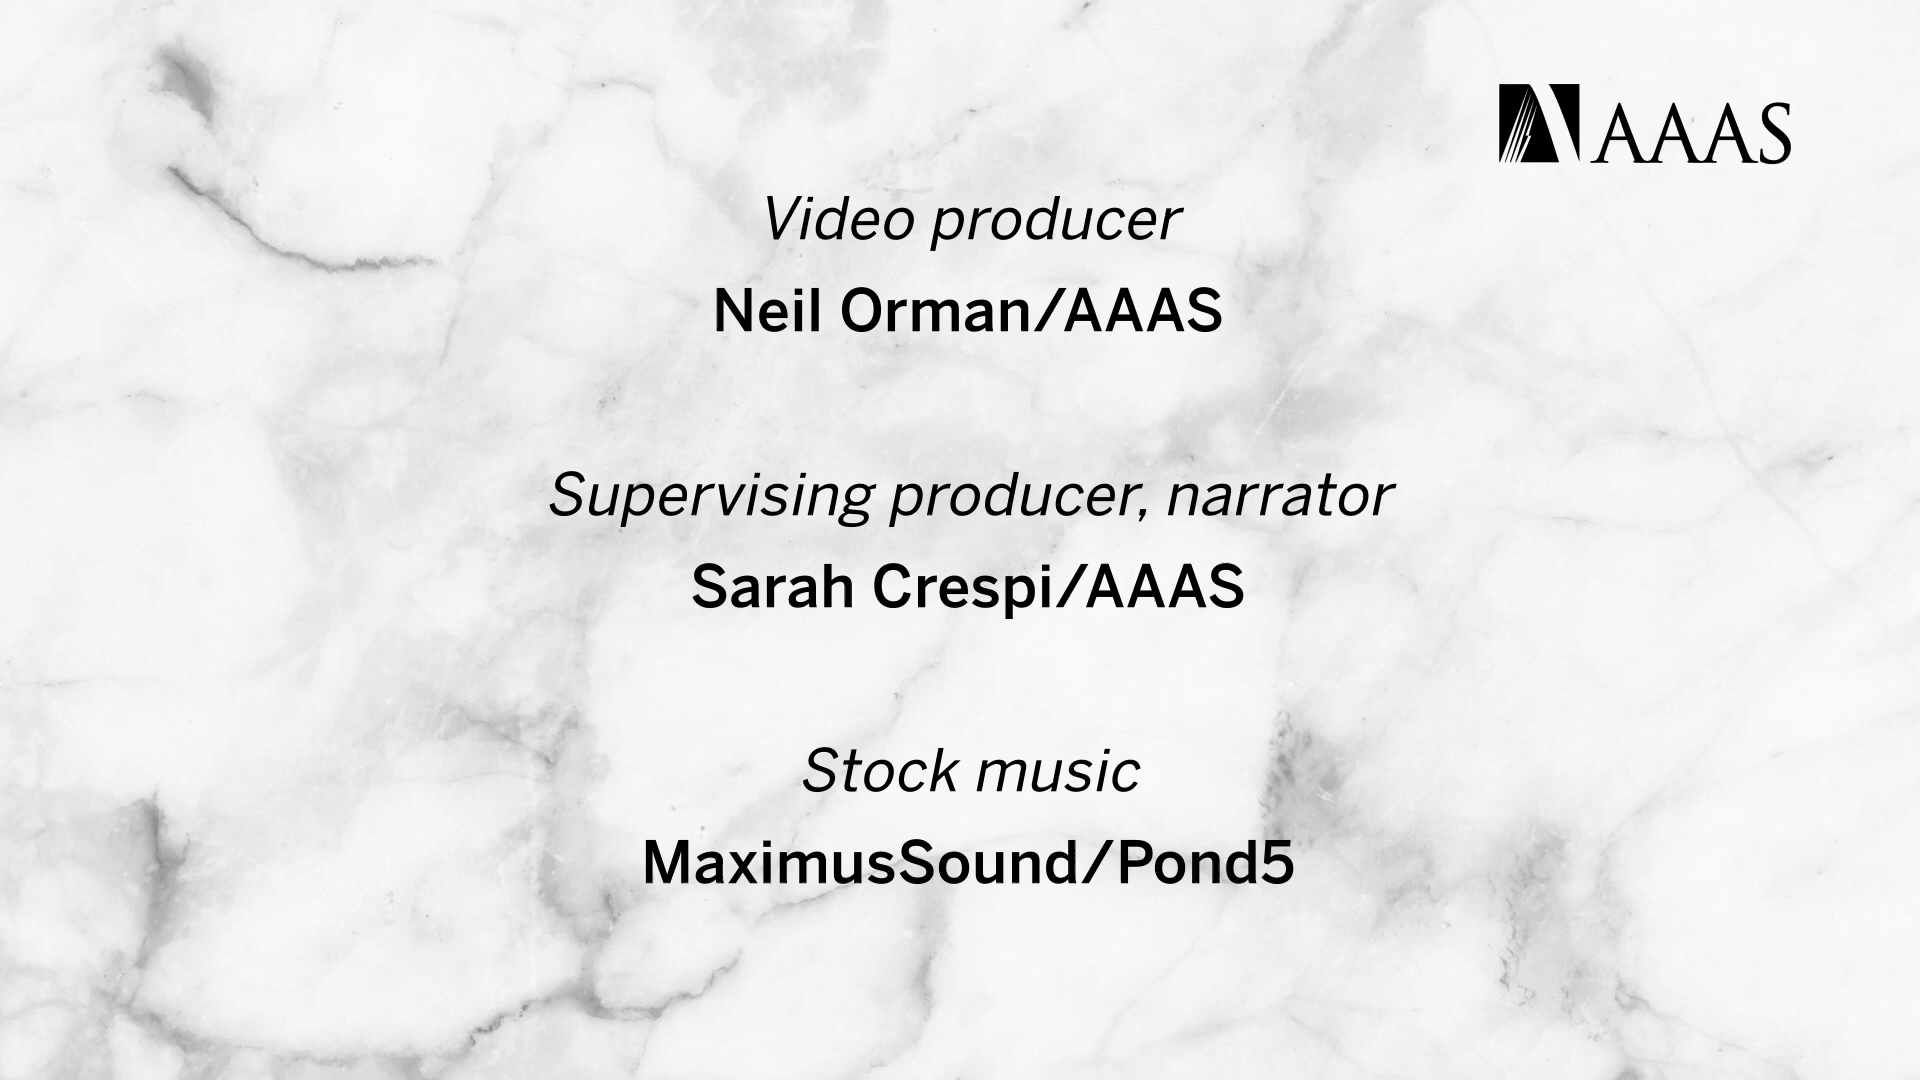 AAAS
Video producer
Neil Orman/AAAS
Supervising producer, narrator
Sarah Crespi/AAAS
Stock music
MaximusSound/Pond5